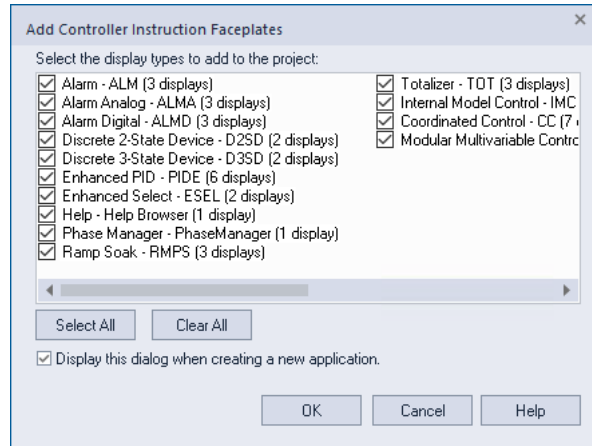 Add Controller Instruction Faceplates
Select the display types to add to the project:
Alarm - ALM (3 displays)
Alarm Analog - ALMA (3 displays)
Alarm Digital - ALMD (3 displays)
Discrete 2-State Device - D2SD (2 displays)
Discrete 3-State Device - D3SD (2 displays)
Enhanced PID - PIDE (6 displays)
Enhanced Select - ESEL (2 displays)
Help - Help Browser (1 display)
Phase Manager - PhaseManager (1 display)
Ramp Soak - RMPS (3 displays)
Totalizer - TOT (3 displays)
Internal Model Control - IMC
Coordinated Control - CC (7
Modular Multivariable
Select All Clear All
Display this dialog when creating a new application.
OK Cancel Help